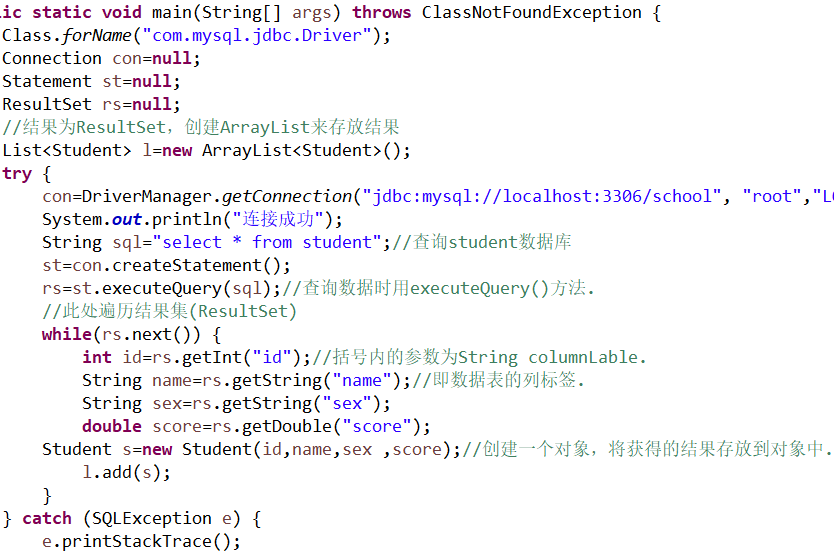 lic static void main(String[] args) throws ClassNotFoundException {
Class.forName("com.mysql.jdbc.Driver");
Connection con=null;
Statement st=null;
ResultSet rs=null;
//结果为ResultSet，创建ArrayList来存放结果
List<Student> l=new ArrayList<Student>();
try {
con=DriverManager.getConnection("jdbc:mysql://localhost:3306/school", "root","LO
System.out.println("连接成功");
String sql="select * from student";//查询student数据库
st=con.createStatement();
rs=st.executeQuery(sql);//查询数据时用executeQuery()方法.
//此处遍历结果集(ResultSet)
while(rs.next()) {
int id=rs.getInt("id");//括号内的参数为String columnLable.
String name=rs.getString("name");//即数据表的列标签.
String sex=rs.getString("sex");
double score=rs.getDouble("score");
Student s=new Student(id,name,sex ,score);//创建一个对象，将获得的结果存放到对象中.
l.add(s);
}
} catch (SQLException e) {
e.printStackTrace();